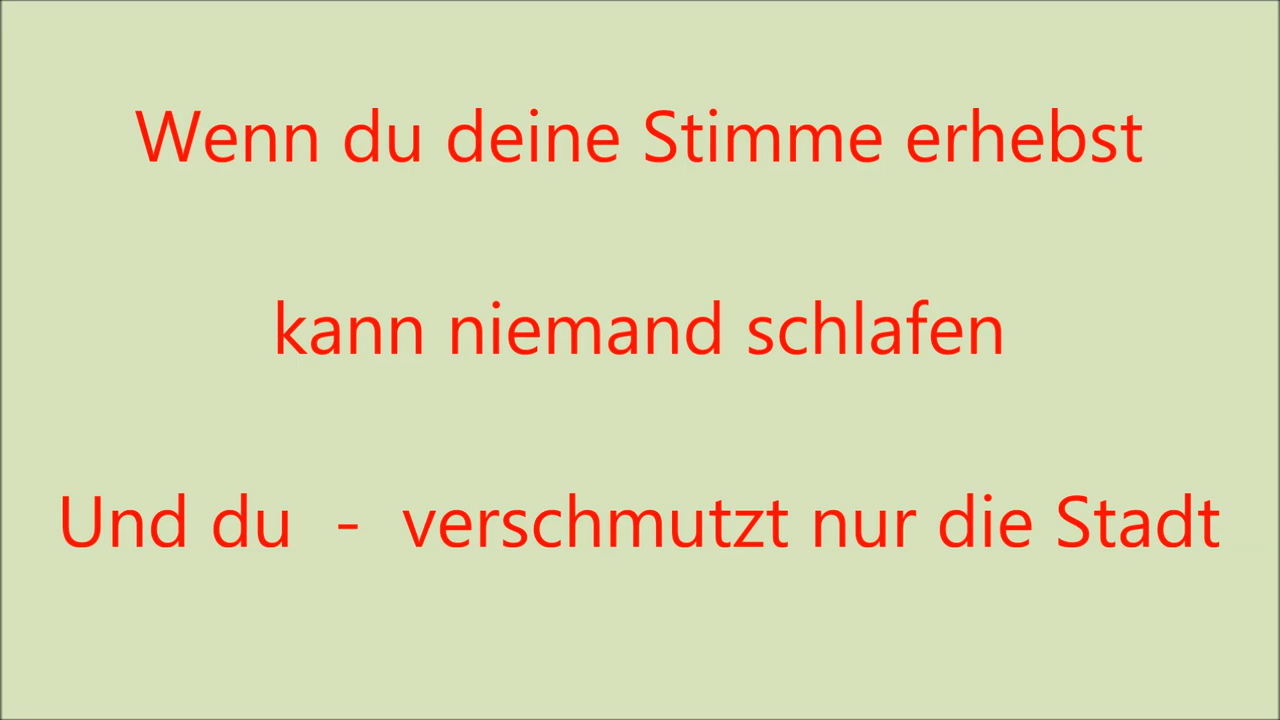 Wenn du deine Stimme erhebst
kann niemand schlafen
Und du - verschmutzt nur die Stadt